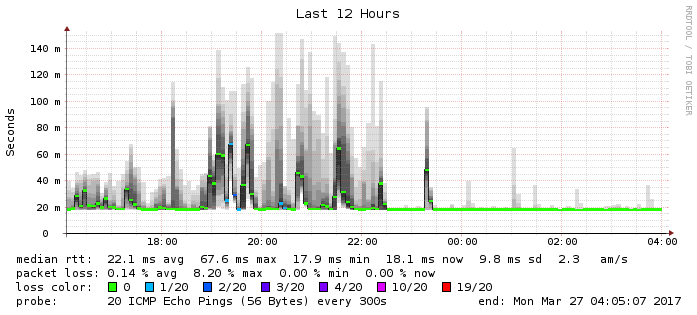 Last 12 Hours
RRDTOOL / TOBI OETIKER
Seconds
140 m
120 m
100 m
80 m
60 m
40 m
20 m
0
18:00 20:00 22:00 00:00 02:00 04:00
median rtt: 22.1 ms avg 67.6 ms max 17.9 ms min 18.1 ms now 9.8 ms sd 2.3 am/s
packet loss: 0.14 % avg 8.20 % max 0.00 % min 0.00 % now
loss color: 0 1/20 2/20 3/20 4/20 10/20 19/20
probe: 20 ICMP Echo Pings (56 Bytes) every 300s end: Mon Mar 27 04:05:07 2017